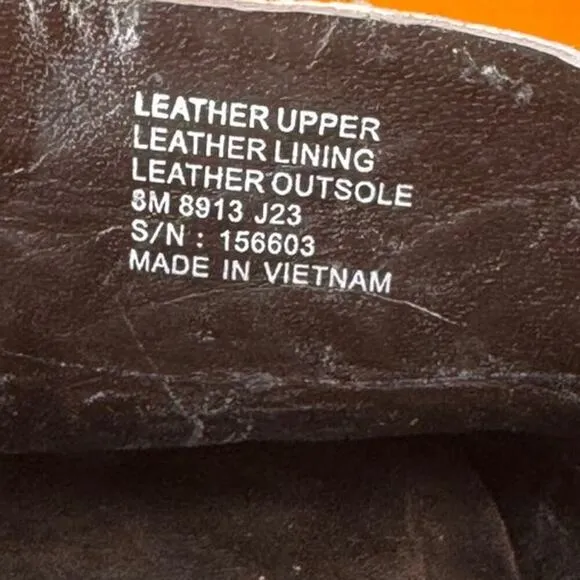 LEATHER UPPER
LEATHER LINING
LEATHER OUTSOLE
8M 8913 J23
S/N : 156603
MADE IN VIETNAM